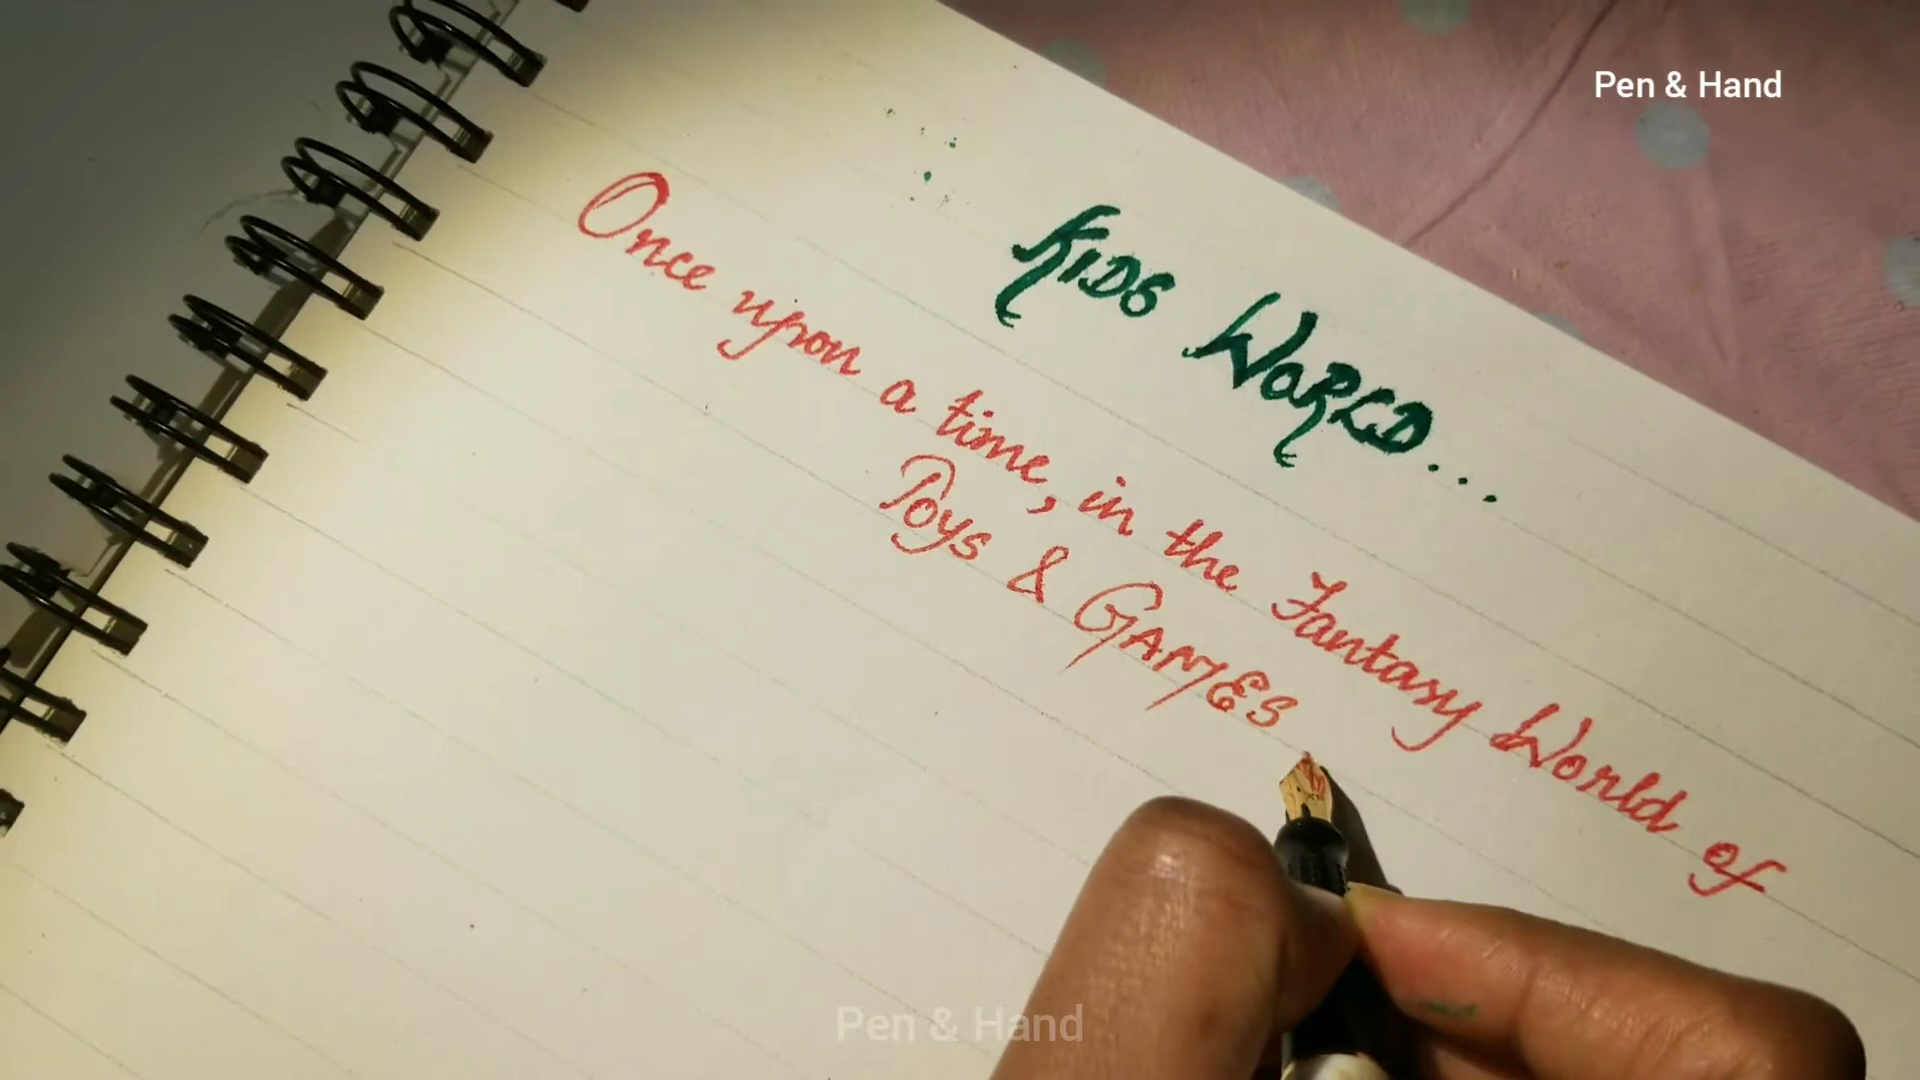 Pen & Hand
KIDS WORLD...
Once upon a time, in the Fantasy World of
Toys & GAMES
Pen & Hand